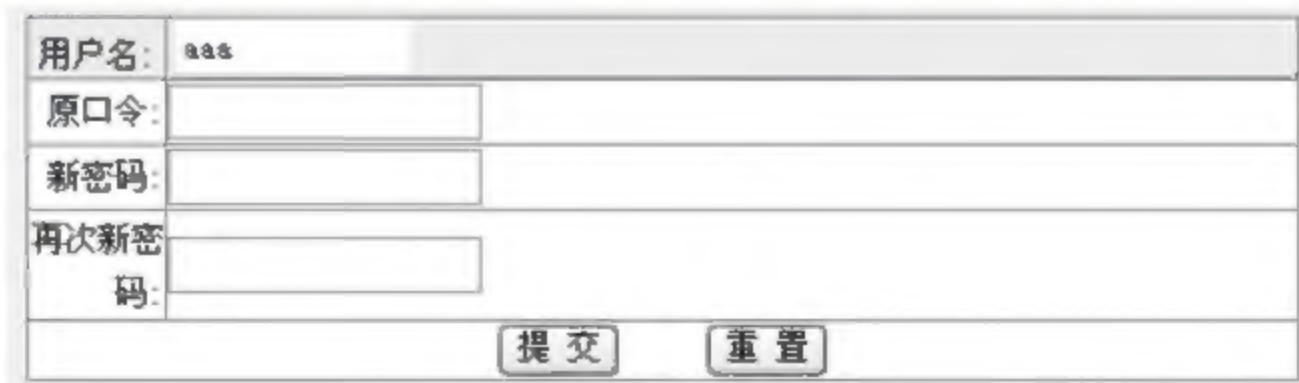 用户名: aaa
原口令:
新密码:
再次新密
码:
提 交 重 置